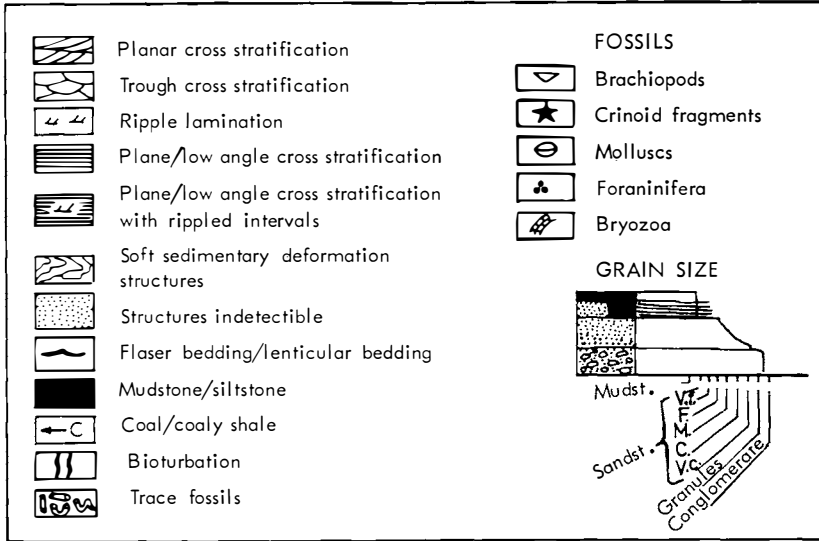 Planar cross stratification
Trough cross stratification
Ripple lamination
Plane/low angle cross stratification
Plane/low angle cross stratification
with rippled intervals
Soft sedimentary deformation
structures
Structures indetectible
Flaser bedding/lenticular bedding
Mudstone/siltstone
C
Coal/coaly shale
Bioturbation
Trace fossils
FOSSILS
Brachiopods
Crinoid fragments
Molluscs
Foraninifera
Bryozoa
GRAIN SIZE
Mudst.
Sandst.
V.f.
F.
M.
C.
V.c.
Granules
Conglomerate